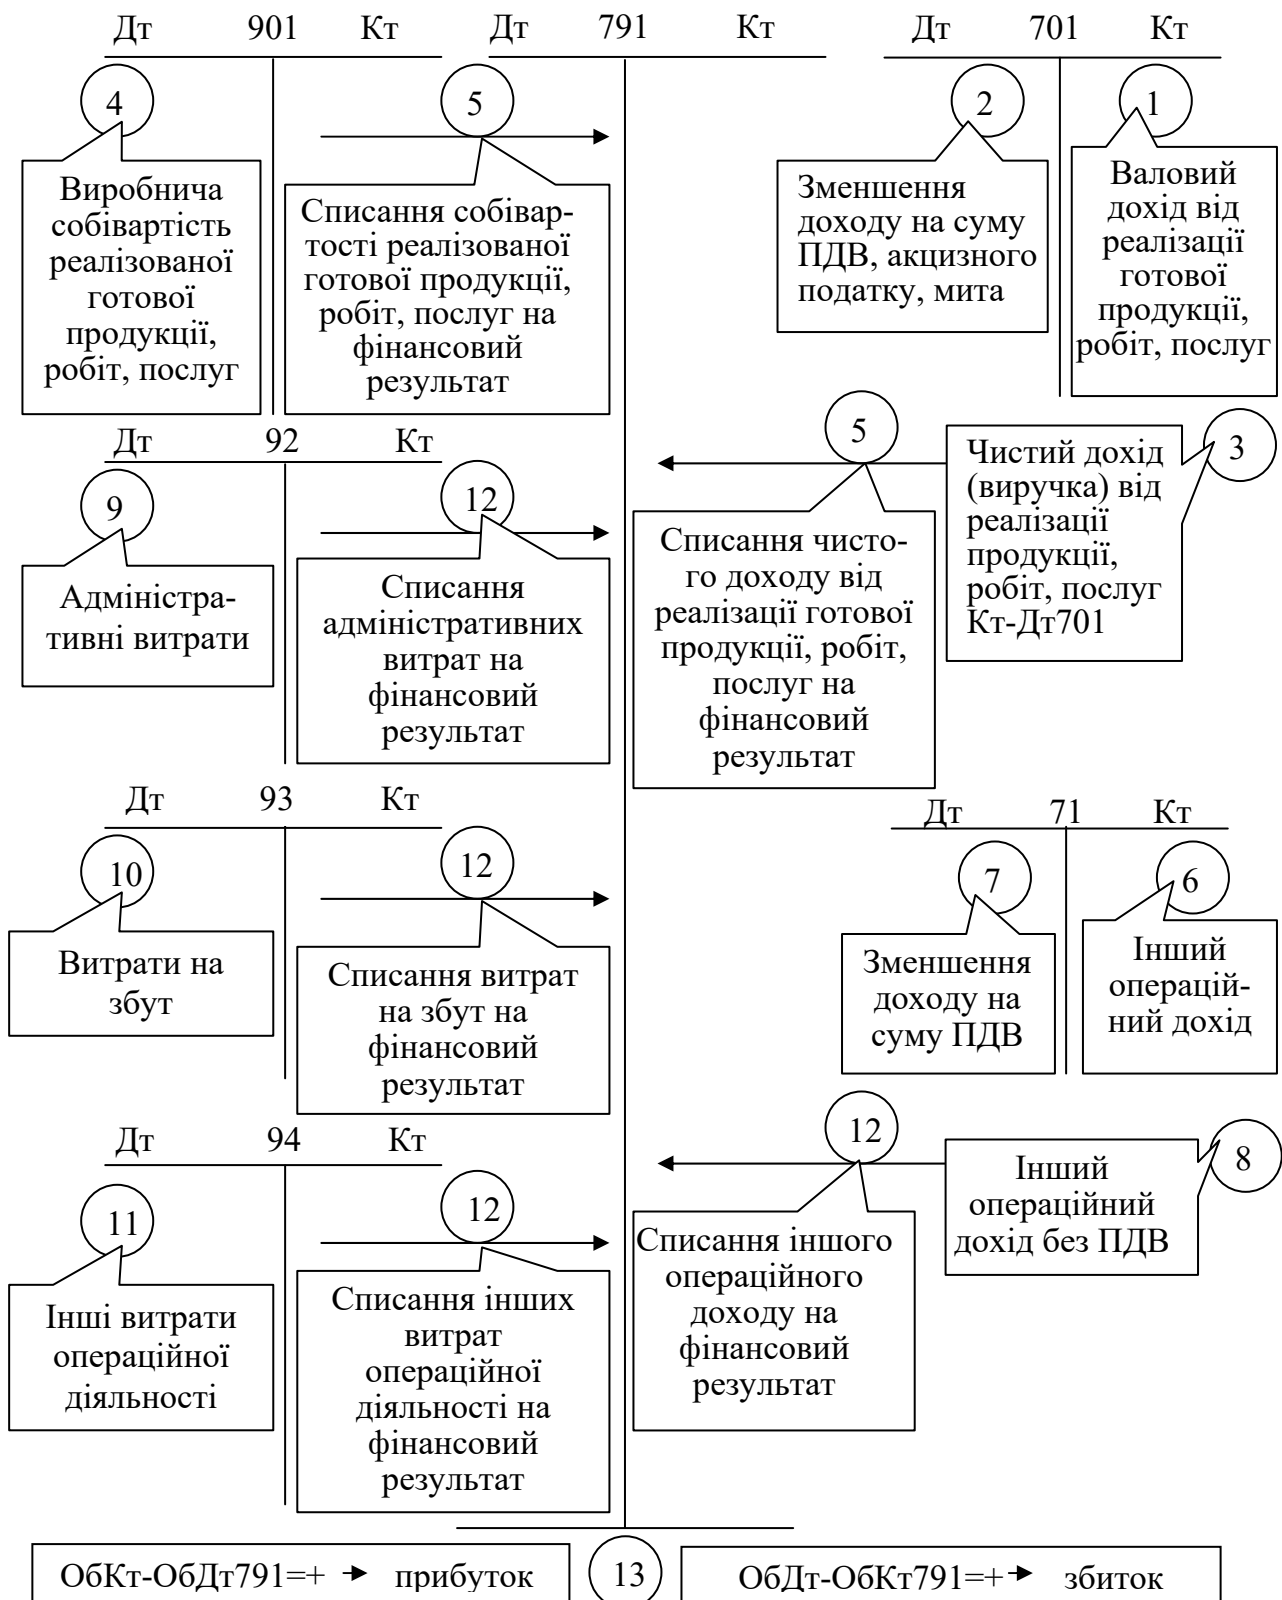 Дт 901 Кт Дт 791 Кт Дт 701 Кт
4
5
2
1
Виробнича
собівартість
реалізованої
готової
продукції,
робіт, послуг
Списання собівар-
тості реалізованої
готової продукції,
робіт, послуг на
фінансовий
результат
Зменшення
доходу на суму
ПДВ, акцизного
податку, мита
Валовий
дохід від
реалізації
готової
продукції,
робіт, послуг
Дт 92 Кт
9
12
5
3
Адміністра-
тивні витрати
Списання
адміністративних
витрат на
фінансовий
результат
Списання чисто-
го доходу від
реалізації готової
продукції, робіт,
послуг на
фінансовий
результат
Чистий дохід
(виручка) від
реалізації
продукції,
робіт, послуг
Кт-Дт701
Дт 93 Кт
Дт 71 Кт
10
12
7
6
Витрати на
збут
Списання витрат
на збут на
фінансовий
результат
Зменшення
доходу на
суму ПДВ
Інший
операцій-
ний дохід
Дт 94 Кт
11
12
12
8
Інші витрати
операційної
діяльності
Списання інших
витрат
операційної
діяльності на
фінансовий
результат
Списання іншого
операційного
доходу на
фінансовий
результат
Інший
операційний
дохід без ПДВ
ОбКт-ОбДт791=+ → прибуток
13
ОбДт-ОбКт791=+ → збиток